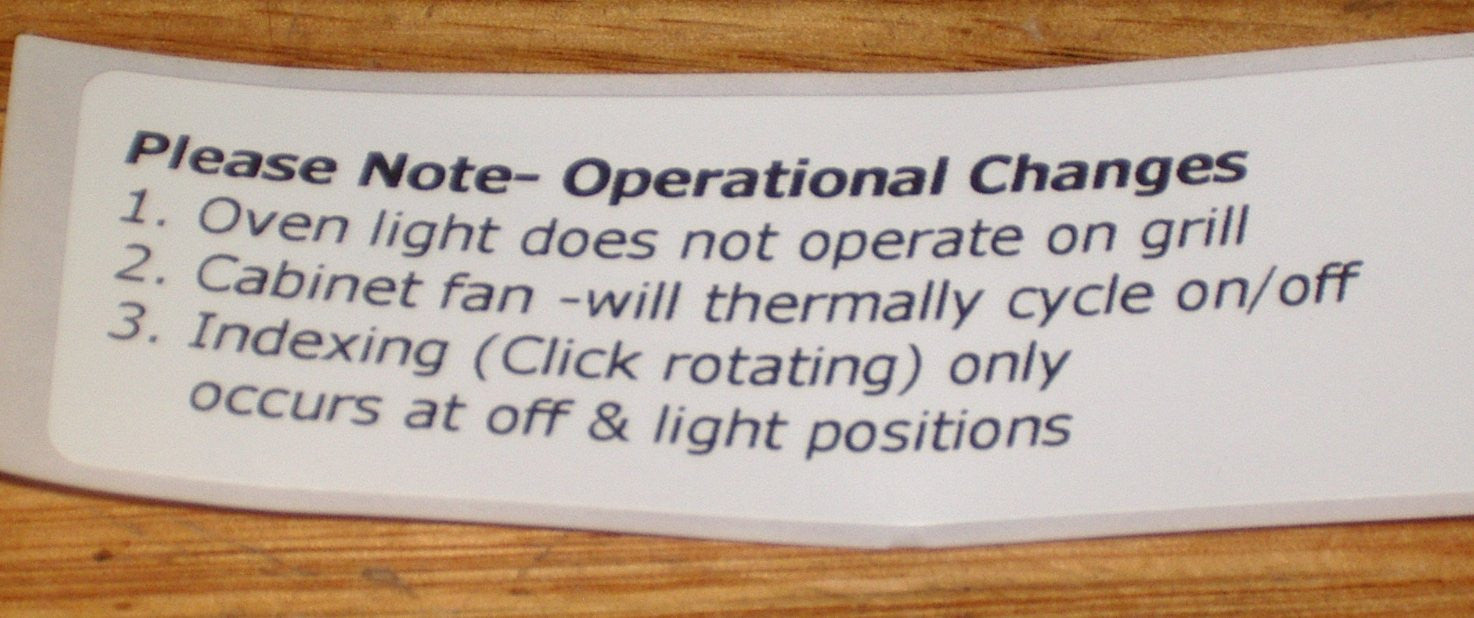 Please Note- Operational Changes
1. Oven light does not operate on grill
2. Cabinet fan -will thermally cycle on/off
3. Indexing (Click rotating) only
occurs at off & light positions